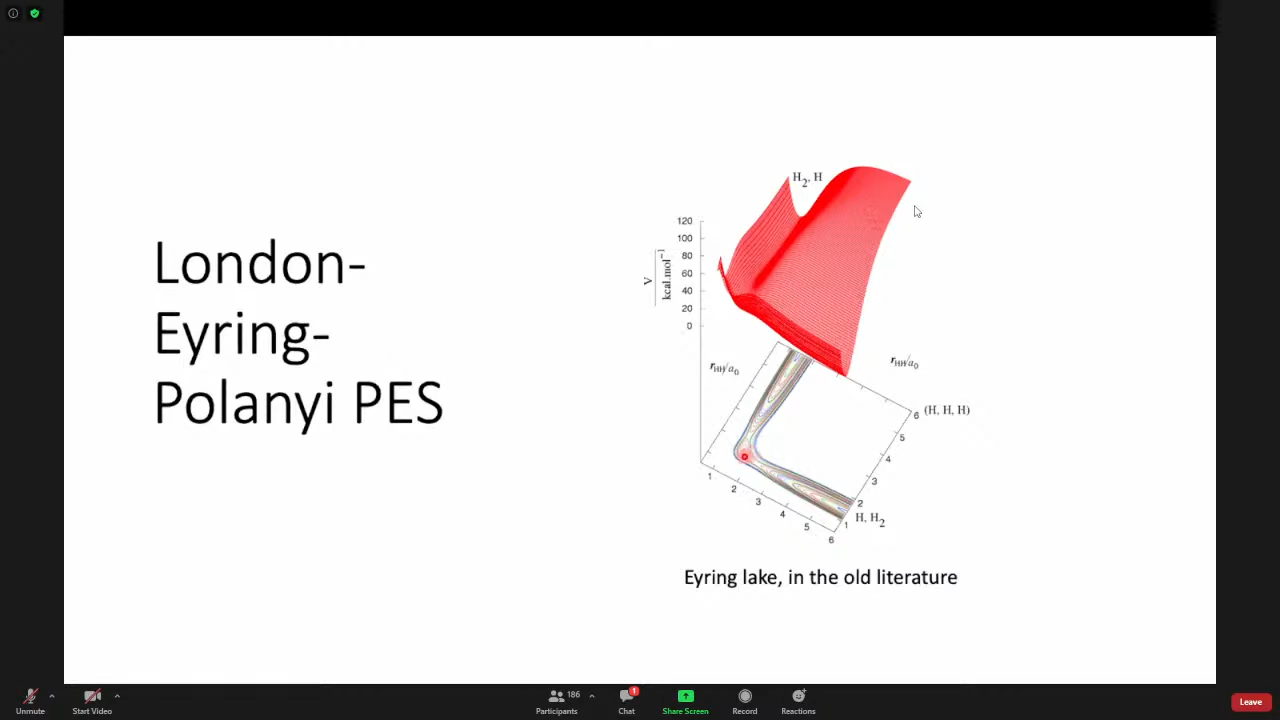 London-
Eyring-
Polanyi PES
H2, H
120
100
80
60
40
20
0
V
kcal.mol−1
rHH/a0
rHH/a0
6 (H, H, H)
5
4
3
2
1
H, H2
1
2
3
4
5
6
Eyring lake, in the old literature
Unmute
Start Video
186
Participants
1
Chat
Share Screen
Record
Reactions
Leave